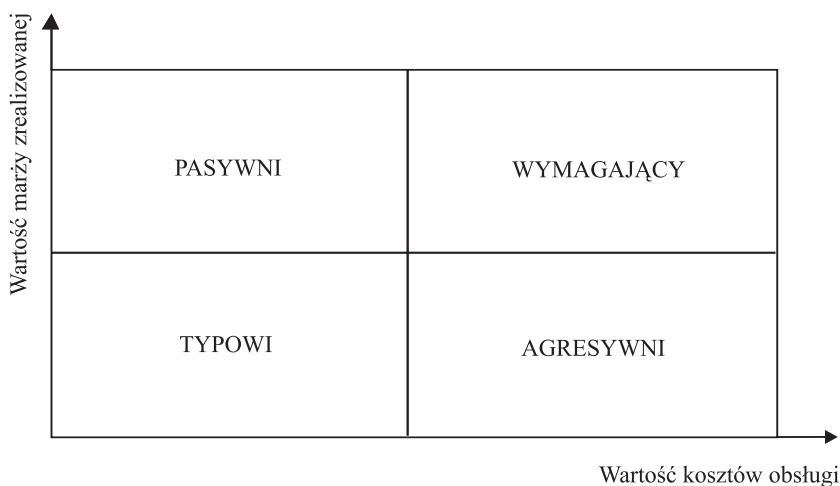 Wartość marży zrealizowanej
PASYWNI
WYMAGAJĄCY
TYPOWI
AGRESYWNI
Wartość kosztów obsługi